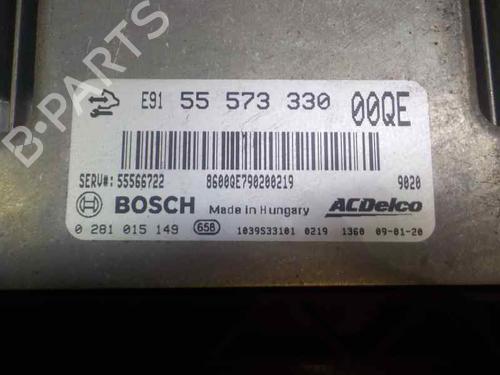 E91 55 573 330 00QE
SERV#: 55566722 8600QE790200219 9020
BOSCH Made in Hungary ACDelco
0 281 015 149 658 1039S33101 0219 1360 09-01-20
B-PARTS